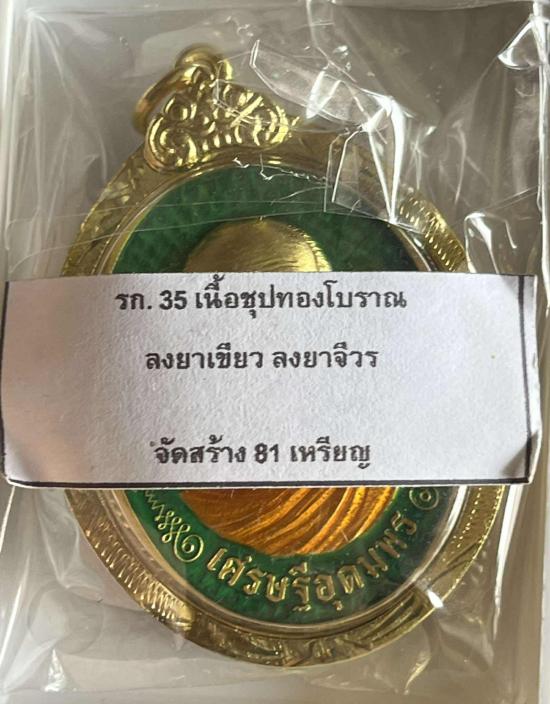 รก. 35 เนื้อชุปทองโบราณ
ลงยาเขียว ลงยาจีวร
จัดสร้าง 81 เหรียญ
เศรษฐีอุดมพร